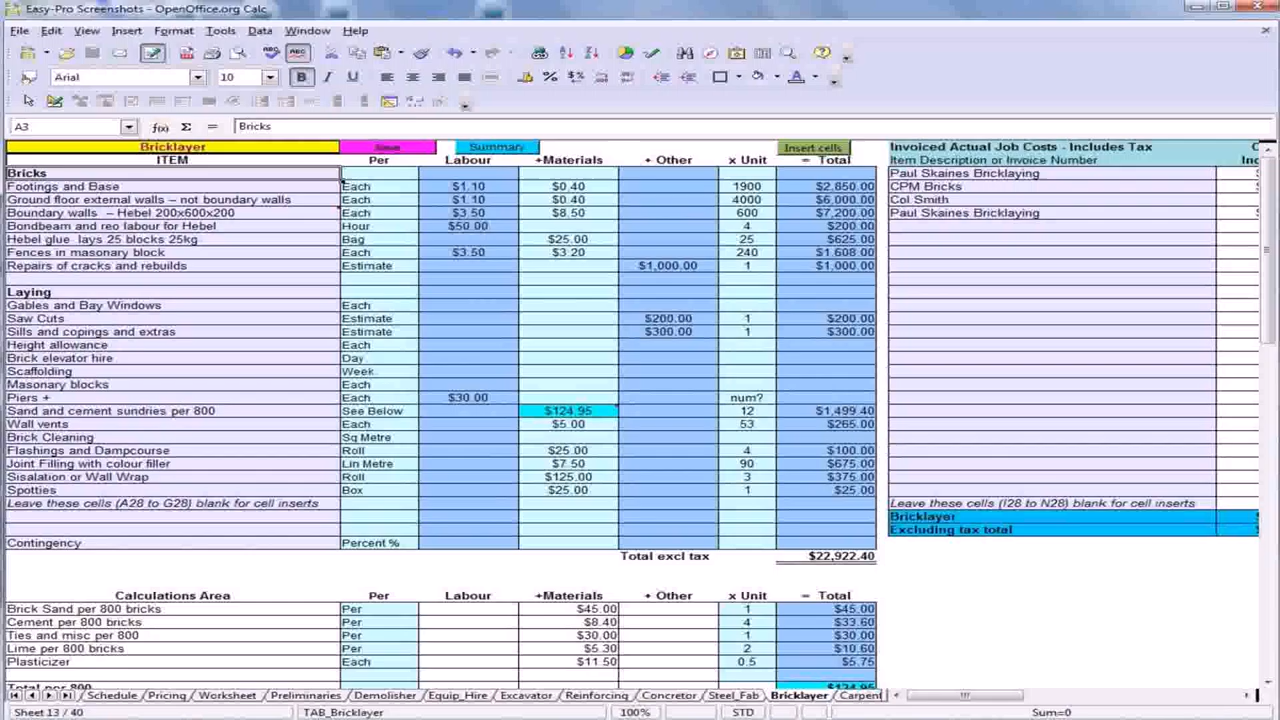 Easy-Pro Screenshots - OpenOffice.org Calc
File Edit View Insert Format Tools Data Window Help
Arial 10
A3 Bricks
Bricklayer Summary Insert cells Invoiced Actual Job Costs - Includes Tax
ITEM Per Labour +Materials + Other x Unit = Total Item Description or Invoice Number
Bricks Paul Skaines Bricklaying
Footings and Base Each $1.10 $0.40 1900 $2,850.00 CPM Bricks
Ground floor external walls – not boundary walls Each $1.10 $0.40 4000 $6,000.00 Col Smith
Boundary walls – Hebel 200x600x200 Each $3.50 $8.50 600 $7,200.00 Paul Skaines Bricklaying
Bondbeam and reo labour for Hebel Hour $50.00 4 $200.00
Hebel glue lays 25 blocks 25kg Bag $25.00 25 $625.00
Fences in masonary block Each $3.50 $3.20 240 $1,608.00
Repairs of cracks and rebuilds Estimate $1,000.00 1 $1,000.00
Laying
Gables and Bay Windows Each
Saw Cuts Estimate $200.00 1 $200.00
Sills and copings and extras Estimate $300.00 1 $300.00
Height allowance Each
Brick elevator hire Day
Scaffolding Week
Masonary blocks Each
Piers + Each $30.00 num?
Sand and cement sundries per 800 See Below $124.95 12 $1,499.40
Wall vents Each $5.00 53 $265.00
Brick Cleaning Sq Metre
Flashings and Dampcourse Roll $25.00 4 $100.00
Joint Filling with colour filler Lin Metre $7.50 90 $675.00
Sisalation or Wall Wrap Roll $125.00 3 $375.00
Spotties Box $25.00 1 $25.00
Leave these cells (A28 to G28) blank for cell inserts Leave these cells (I28 to N28) blank for cell inserts
Bricklayer
Excluding tax total
Contingency Percent %
Total excl tax $22,922.40
Calculations Area Per Labour +Materials + Other x Unit = Total
Brick Sand per 800 bricks Per $45.00 1 $45.00
Cement per 800 bricks Per $8.40 4 $33.60
Ties and misc per 800 Per $30.00 1 $30.00
Lime per 800 bricks Per $5.30 2 $10.60
Plasticizer Each $11.50 0.5 $5.75
Total per 800 $124.95
Schedule Pricing Worksheet Preliminaries Demolisher Equip_Hire Excavator Reinforcing Concretor Steel_Fab Bricklayer Carpent
Sheet 13 / 40 TAB_Bricklayer 100% STD Sum=0